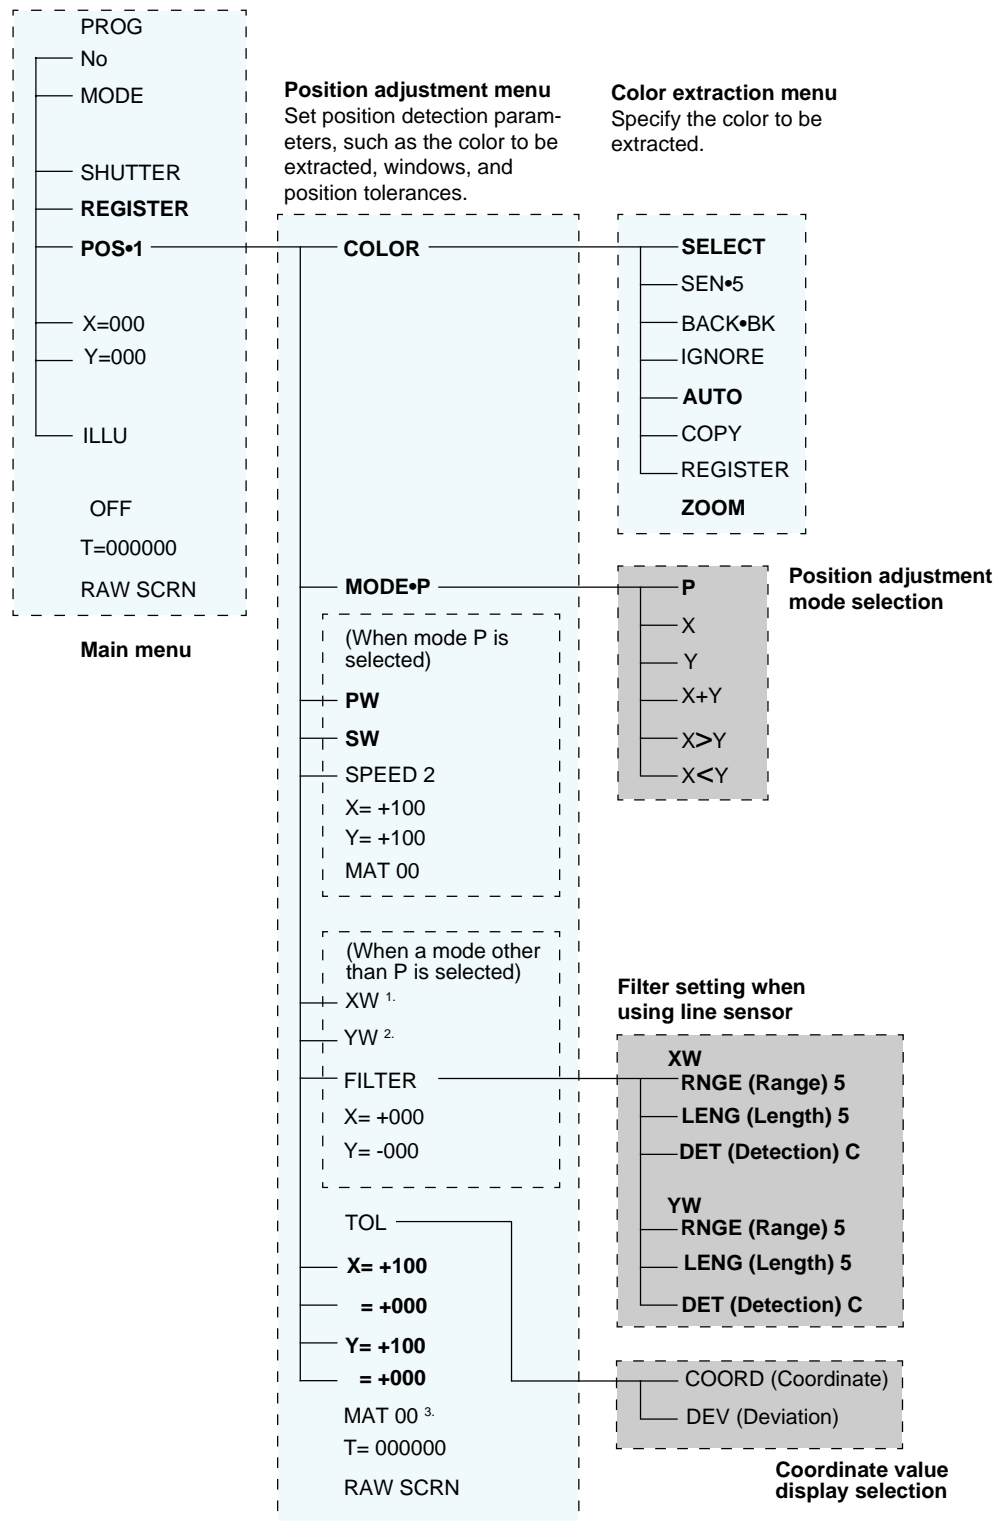 PROG
No
MODE
SHUTTER
REGISTER
POS•1
X=000
Y=000
ILLU
OFF
T=000000
RAW SCRN
Main menu
Position adjustment menu
Set position detection param-
eters, such as the color to be
extracted, windows, and
position tolerances.
COLOR
MODE•P
(When mode P is
selected)
PW
SW
SPEED 2
X= +100
Y= +100
MAT 00
(When a mode other
than P is selected)
XW 1.
YW 2.
FILTER
X= +000
Y= -000
TOL
X= +100
= +000
Y= +100
= +000
MAT 00 3.
T= 000000
RAW SCRN
Color extraction menu
Specify the color to be
extracted.
SELECT
SEN•5
BACK•BK
IGNORE
AUTO
COPY
REGISTER
ZOOM
P
X
Y
X+Y
X>Y
X<Y
Position adjustment
mode selection
Filter setting when
using line sensor
XW
RNGE (Range) 5
LENG (Length) 5
DET (Detection) C
YW
RNGE (Range) 5
LENG (Length) 5
DET (Detection) C
COORD (Coordinate)
DEV (Deviation)
Coordinate value
display selection